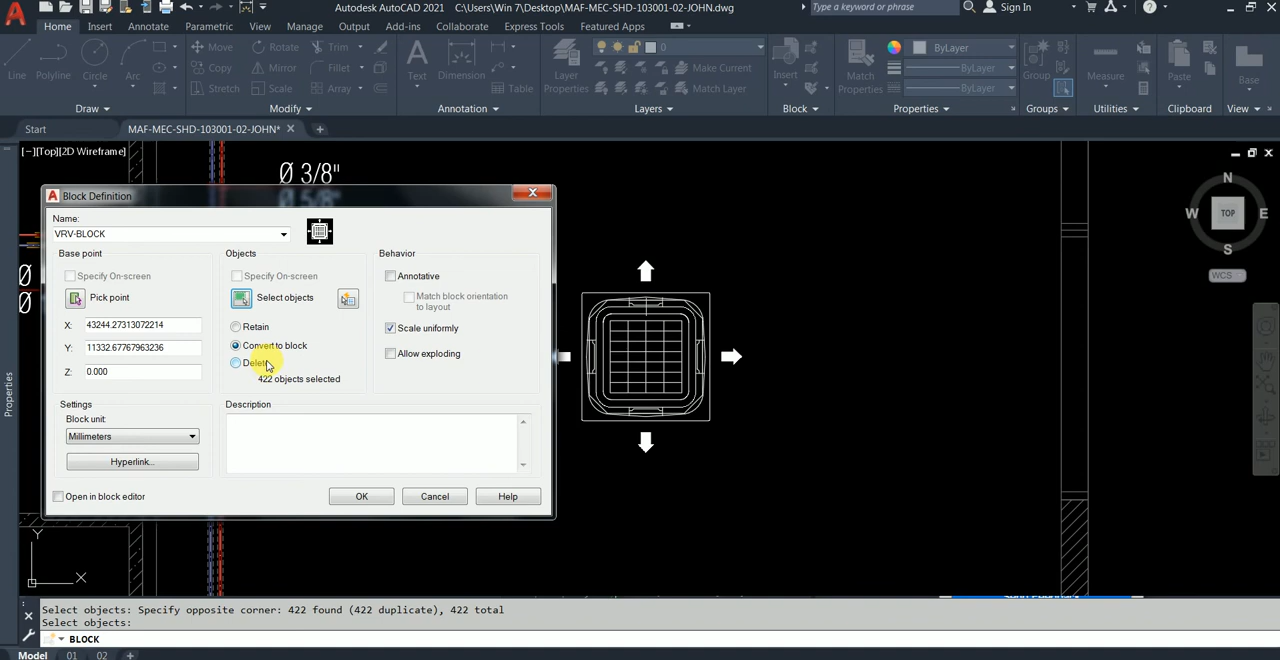 Autodesk AutoCAD 2021 C:\Users\Win 7\Desktop\MAF-MEC-SHD-103001-02-JOHN.dwg
Type a keyword or phrase
Sign In
Home Insert Annotate Parametric View Manage Output Add-ins Collaborate Express Tools Featured Apps
Line Polyline Circle Arc
Move Rotate Trim
Copy Mirror Fillet
Stretch Scale Array
Text Dimension Table
Layer Properties
0
Make Current
Match Layer
Insert
Match Properties
ByLayer
ByLayer
ByLayer
Group
Measure
Paste
Base
Draw Modify Annotation Layers Block Properties Groups Utilities Clipboard View
Start MAF-MEC-SHD-103001-02-JOHN*
[−][Top][2D Wireframe]
Ø 3/8"
Ø 5/8"
Ø
Ø
Block Definition
Name:
VRV-BLOCK
Base point
Specify On-screen
Pick point
X: 43244.27313072214
Y: 11332.67767963236
Z: 0.000
Objects
Specify On-screen
Select objects
Retain
Convert to block
Delete
422 objects selected
Behavior
Annotative
Match block orientation
to layout
Scale uniformly
Allow exploding
Settings
Block unit:
Millimeters
Hyperlink...
Description
Open in block editor
OK Cancel Help
N
W TOP E
S
WCS
Y
X
Properties
Select objects: Specify opposite corner: 422 found (422 duplicate), 422 total
Select objects:
BLOCK
Model 01 02